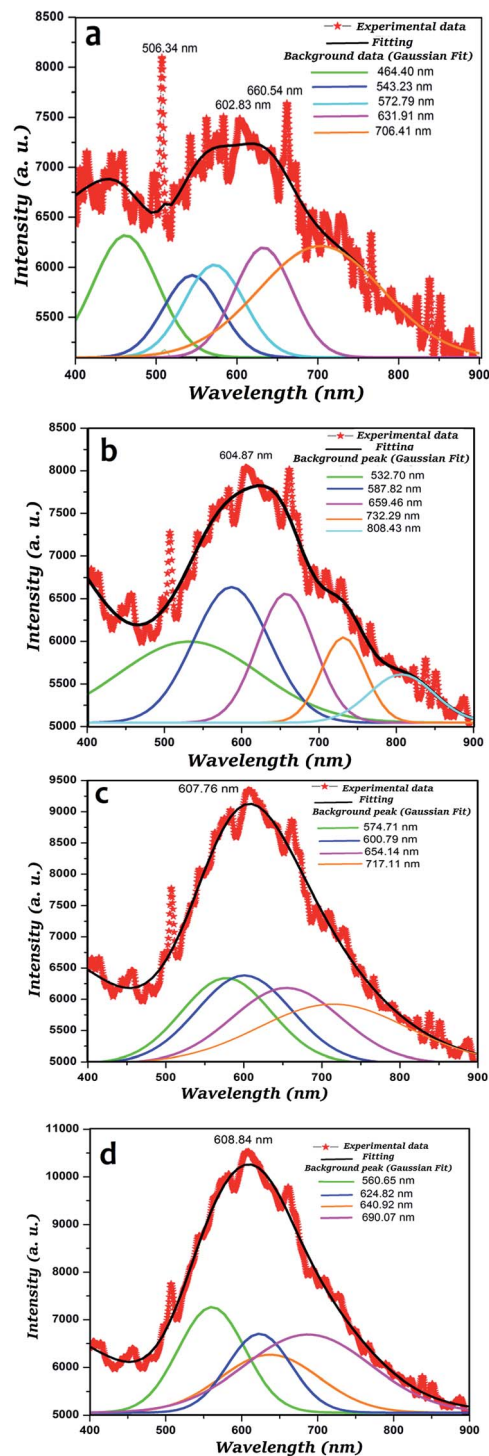 a
506.34 nm
602.83 nm
660.54 nm
Experimental data
Fitting
Background data (Gaussian Fit)
464.40 nm
543.23 nm
572.79 nm
631.91 nm
706.41 nm
Intensity (a. u.)
8500
8000
7500
7000
6500
6000
5500
400 500 600 700 800 900
Wavelength (nm)
b
604.87 nm
Experimental data
Fitting
Background peak (Gaussian Fit)
532.70 nm
587.82 nm
659.46 nm
732.29 nm
808.43 nm
Intensity (a. u.)
8500
8000
7500
7000
6500
6000
5500
5000
400 500 600 700 800 900
Wavelength (nm)
c
607.76 nm
Experimental data
Fitting
Background peak (Gaussian Fit)
574.71 nm
600.79 nm
654.14 nm
717.11 nm
Intensity (a. u.)
9500
9000
8500
8000
7500
7000
6500
6000
5500
5000
400 500 600 700 800 900
Wavelength (nm)
d
608.84 nm
Experimental data
Fitting
Background peak (Gaussian Fit)
560.65 nm
624.82 nm
640.92 nm
690.07 nm
Intensity (a. u.)
11000
10000
9000
8000
7000
6000
5000
400 500 600 700 800 900
Wavelength (nm)